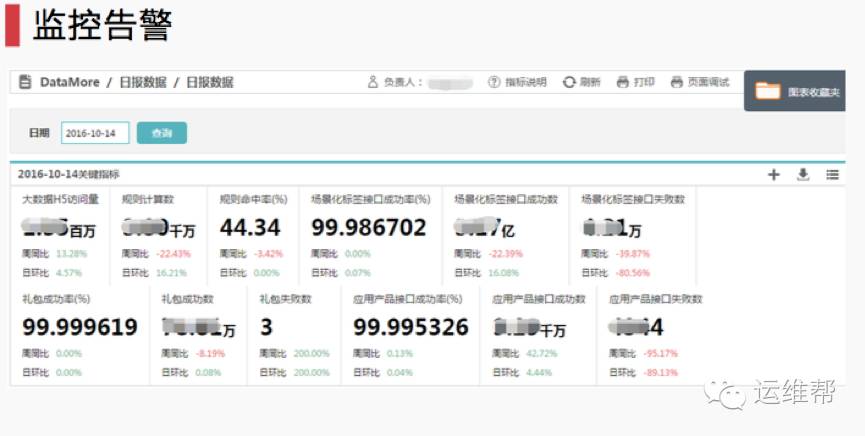 监控告警
DataMore / 日报数据 / 日报数据 负责人： 指标说明 刷新 打印 页面调试 图表收藏夹
日期 2016-10-14 查询
2016-10-14关键指标
大数据H5访问量 规则计算数 规则命中率(%) 场景化标签接口成功率(%) 场景化标签接口成功数 场景化标签接口失败数
百万 千万 44.34 99.986702 亿 万
周同比 13.28% 周同比 -22.43% 周同比 -3.42% 周同比 0.00% 周同比 -22.39% 周同比 -39.87%
日环比 4.57% 日环比 16.21% 日环比 0.00% 日环比 0.07% 日环比 16.08% 日环比 -80.56%
礼包成功率(%) 礼包成功数 礼包失败数 应用产品接口成功率(%) 应用产品接口成功数 应用产品接口失败数
99.999619 万 3 99.995326 千万
周同比 0.00% 周同比 -8.19% 周同比 200.00% 周同比 0.13% 周同比 42.72% 周同比 -95.17%
日环比 0.00% 日环比 0.08% 日环比 200.00% 日环比 0.04% 日环比 4.44% 日环比 -89.13%
运维帮